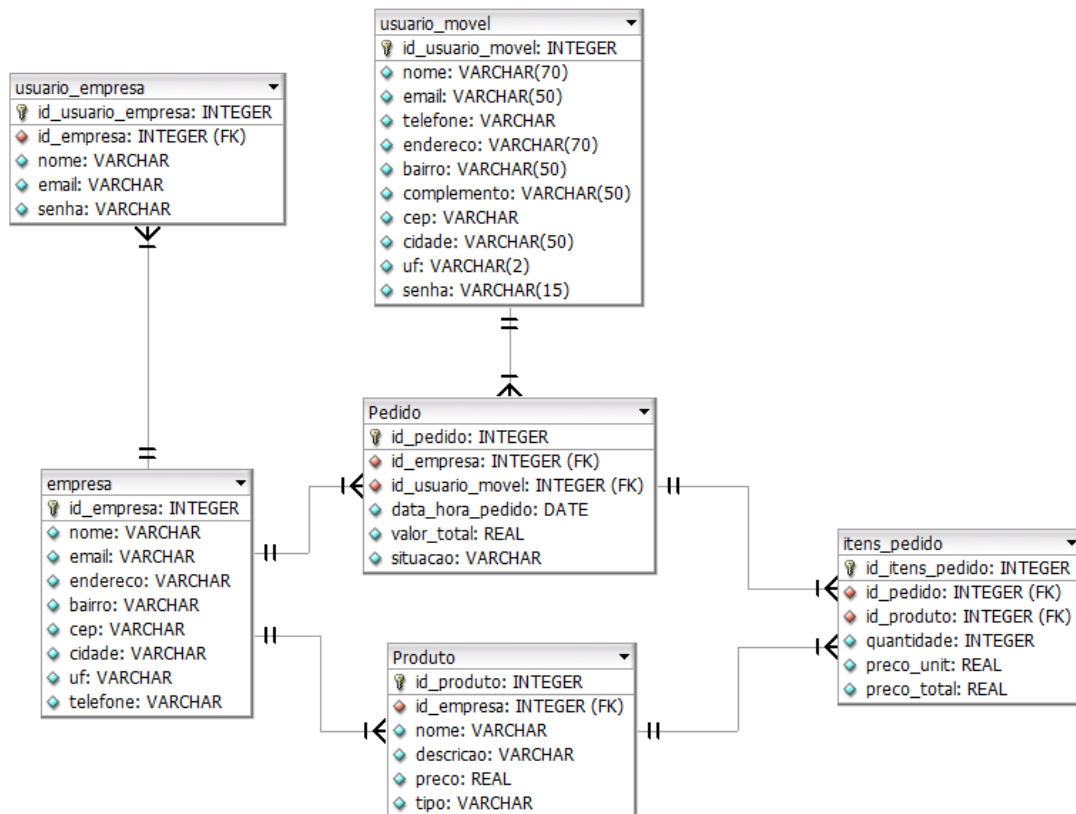 usuario_movel
id_usuario_movel: INTEGER
nome: VARCHAR(70)
email: VARCHAR(50)
telefone: VARCHAR
endereco: VARCHAR(70)
bairro: VARCHAR(50)
complemento: VARCHAR(50)
cep: VARCHAR
cidade: VARCHAR(50)
uf: VARCHAR(2)
senha: VARCHAR(15)
usuario_empresa
id_usuario_empresa: INTEGER
id_empresa: INTEGER (FK)
nome: VARCHAR
email: VARCHAR
senha: VARCHAR
Pedido
id_pedido: INTEGER
id_empresa: INTEGER (FK)
id_usuario_movel: INTEGER (FK)
data_hora_pedido: DATE
valor_total: REAL
situacao: VARCHAR
empresa
id_empresa: INTEGER
nome: VARCHAR
email: VARCHAR
endereco: VARCHAR
bairro: VARCHAR
cep: VARCHAR
cidade: VARCHAR
uf: VARCHAR
telefone: VARCHAR
itens_pedido
id_itens_pedido: INTEGER
id_pedido: INTEGER (FK)
id_produto: INTEGER (FK)
quantidade: INTEGER
preco_unit: REAL
preco_total: REAL
Produto
id_produto: INTEGER
id_empresa: INTEGER (FK)
nome: VARCHAR
descricao: VARCHAR
preco: REAL
tipo: VARCHAR